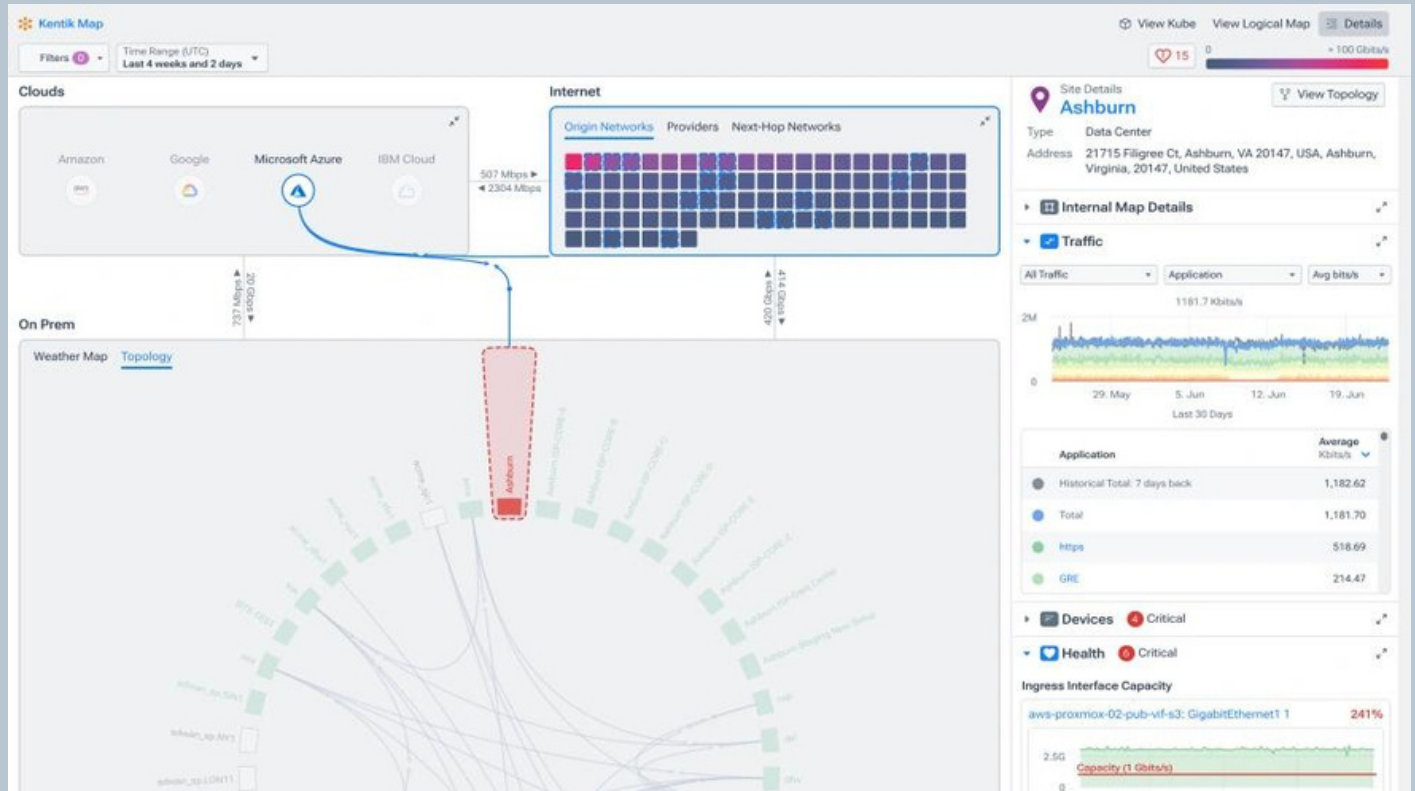 Kentik Map
View Kube
View Logical Map
Details
Filters 0
Time Range (UTC)
Last 4 weeks and 2 days
15
0
> 100 Gbits/s
Clouds
Amazon
Google
Microsoft Azure
IBM Cloud
aws
507 Mbps ▶
◀ 2304 Mbps
Internet
Origin Networks
Providers
Next-Hop Networks
737 Mbps ▶
20 Gbps ▶
420 Gbps ▶
414 Gbps ▶
On Prem
Weather Map
Topology
Ashburn
Ashburn ISP-CORE-A
Site Details
Ashburn
View Topology
Type Data Center
Address 21715 Filigree Ct, Ashburn, VA 20147, USA, Ashburn,
Virginia, 20147, United States
Internal Map Details
Traffic
All Traffic
Application
Avg bits/s
1181.7 Kbits/s
2M
0
29. May
5. Jun
12. Jun
19. Jun
Last 30 Days
Application
Average
Kbits/s
Historical Total: 7 days back 1,182.62
Total 1,181.70
https 518.69
GRE 214.47
Devices 4 Critical
Health 6 Critical
Ingress Interface Capacity
aws-proxmox-02-pub-vif-s3: GigabitEthernet1 1 241%
2.5G
Capacity (1 Gbits/s)
0